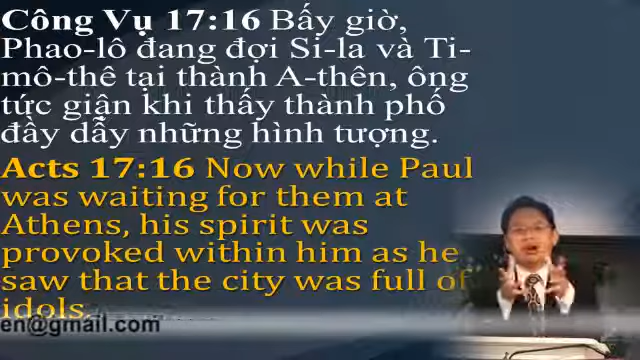 Công Vụ 17:16 Bấy giờ,
Phao-lô đang đợi Si-la và Ti-
mô-thê tại thành A-thên, ông
tức giận khi thấy thành phố
đầy dẫy những hình tượng.
Acts 17:16 Now while Paul
was waiting for them at
Athens, his spirit was
provoked within him as he
saw that the city was full of
idols.
en@gmail.com